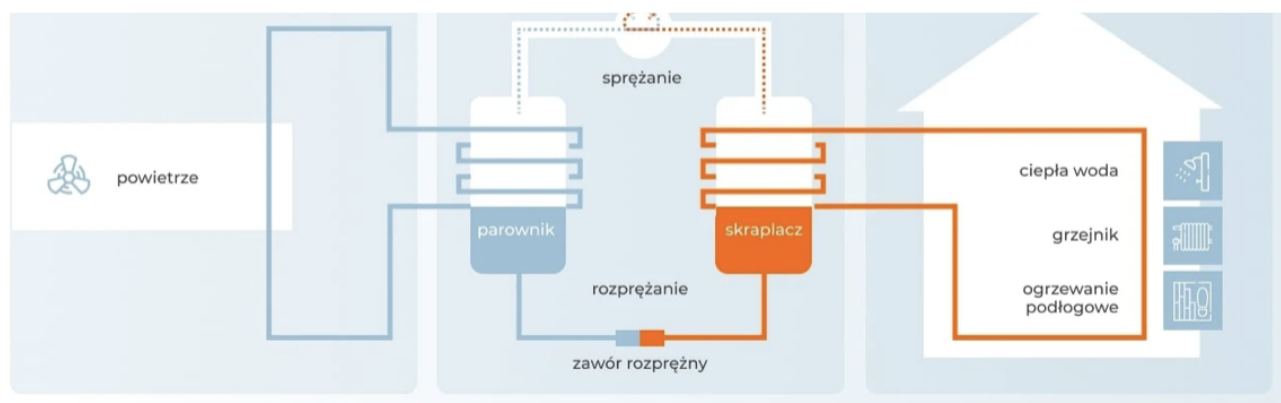 sprężanie
powietrze
parownik
skraplacz
rozprężanie
zawór rozprężny
ciepła woda
grzejnik
ogrzewanie
podłogowe